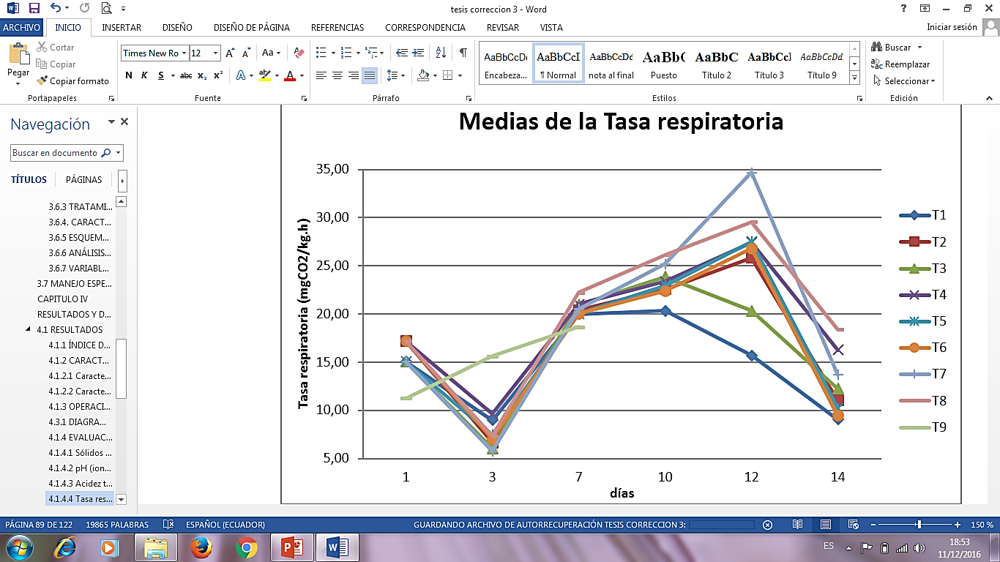 tesis correccion 3 - Word
ARCHIVO INICIO INSERTAR DISEÑO DISEÑO DE PÁGINA REFERENCIAS CORRESPONDENCIA REVISAR VISTA Iniciar sesión
Pegar
Cortar
Copiar
Copiar formato
Portapapeles
Times New Ro 12
N K S abc x₂ x²
Fuente
Párrafo
AaBbCcDc AaBbCcI AaBbCcDd AaBb( AaBbC AaBbCcl AaBbCcDd.
Encabeza... ¶ Normal nota al final Puesto Título 2 Título 3 Título 9
Estilos
Buscar
Reemplazar
Seleccionar
Edición
Navegación
Buscar en documento
TÍTULOS PÁGINAS
3.6.3 TRATAMI...
3.6.4. CARACT...
3.6.5 ESQUEM...
3.6.6 ANÁLISIS...
3.6.7 VARIABL...
3.7 MANEJO ESPE...
CAPITULO IV
RESULTADOS Y D...
4.1 RESULTADOS
4.1.1 ÍNDICE D...
4.1.2 CARACT...
4.1.2.1 Caracte...
4.1.2.2 Caracte...
4.1.3 OPERACI...
4.3.1 DIAGRA...
4.1.4 EVALUAC...
4.1.4.1 Sólidos ...
4.1.4.2 pH (ion...
4.1.4.3 Acidez t...
4.1.4.4 Tasa res...
Medias de la Tasa respiratoria
Tasa respiratoria (mgCO2/kg.h)
35,00
30,00
25,00
20,00
15,00
10,00
5,00
1 3 7 10 12 14
días
T1
T2
T3
T4
T5
T6
T7
T8
T9
PÁGINA 89 DE 122 19865 PALABRAS ESPAÑOL (ECUADOR) GUARDANDO ARCHIVO DE AUTORRECUPERACIÓN TESIS CORRECCION 3: 150 %
ES 18:53
11/12/2016